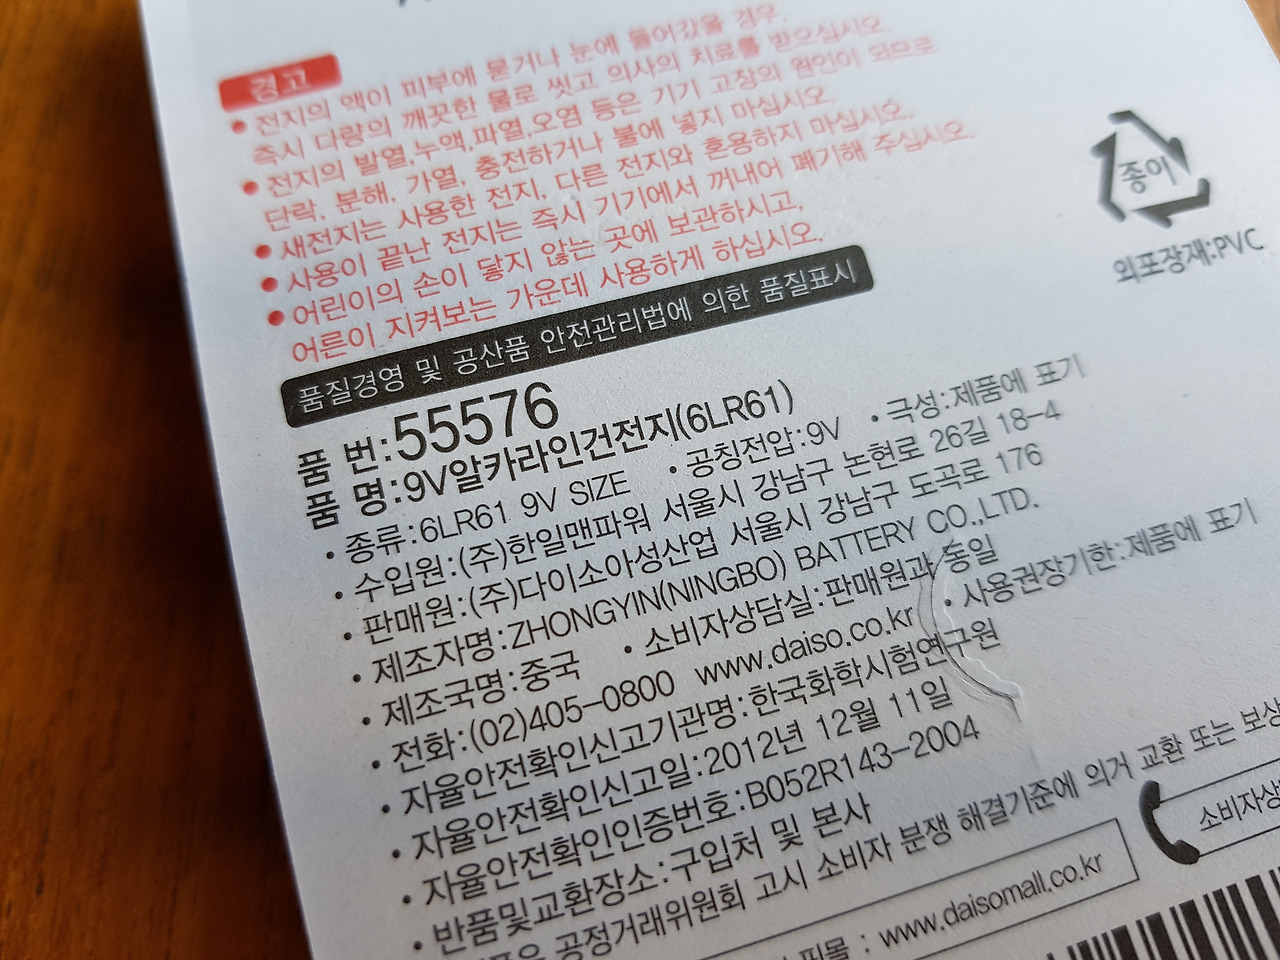 경고
● 전지의 액이 피부에 묻거나 눈에 들어갔을 경우,
즉시 다량의 깨끗한 물로 씻고 의사의 치료를 받으십시오.
● 전지의 발열,누액,파열,오염 등은 기기 고장의 원인이 되므로
단락, 분해, 가열, 충전하거나 불에 넣지 마십시오.
● 새전지는 사용한 전지, 다른 전지와 혼용하지 마십시오.
● 사용이 끝난 전지는 즉시 기기에서 꺼내어 폐기해 주십시오.
● 어린이의 손이 닿지 않는 곳에 보관하시고,
어른이 지켜보는 가운데 사용하게 하십시오.
종이
외포장재:PVC
품질경영 및 공산품 안전관리법에 의한 품질표시
품 번:55576
품 명:9V알카라인건전지(6LR61)
• 종류:6LR61 9V SIZE • 공칭전압:9V • 극성:제품에 표기
• 수입원:(주)한일맨파워 서울시 강남구 논현로 26길 18-4
• 판매원:(주)다이소아성산업 서울시 강남구 도곡로 176
• 제조자명:ZHONGYIN(NINGBO) BATTERY CO.,LTD.
• 제조국명:중국 • 소비자상담실:판매원과 동일
• 전화:(02)405-0800 www.daiso.co.kr • 사용권장기한:제품에 표기
• 자율안전확인신고기관명:한국화학시험연구원
• 자율안전확인신고일:2012년 12월 11일
• 자율안전확인인증번호:B052R143-2004
• 반품및교환장소:구입처 및 본사
공정거래위원회 고시 소비자 분쟁 해결기준에 의거 교환 또는 보상
핑몰 : www.daisomall.co.kr
소비자상